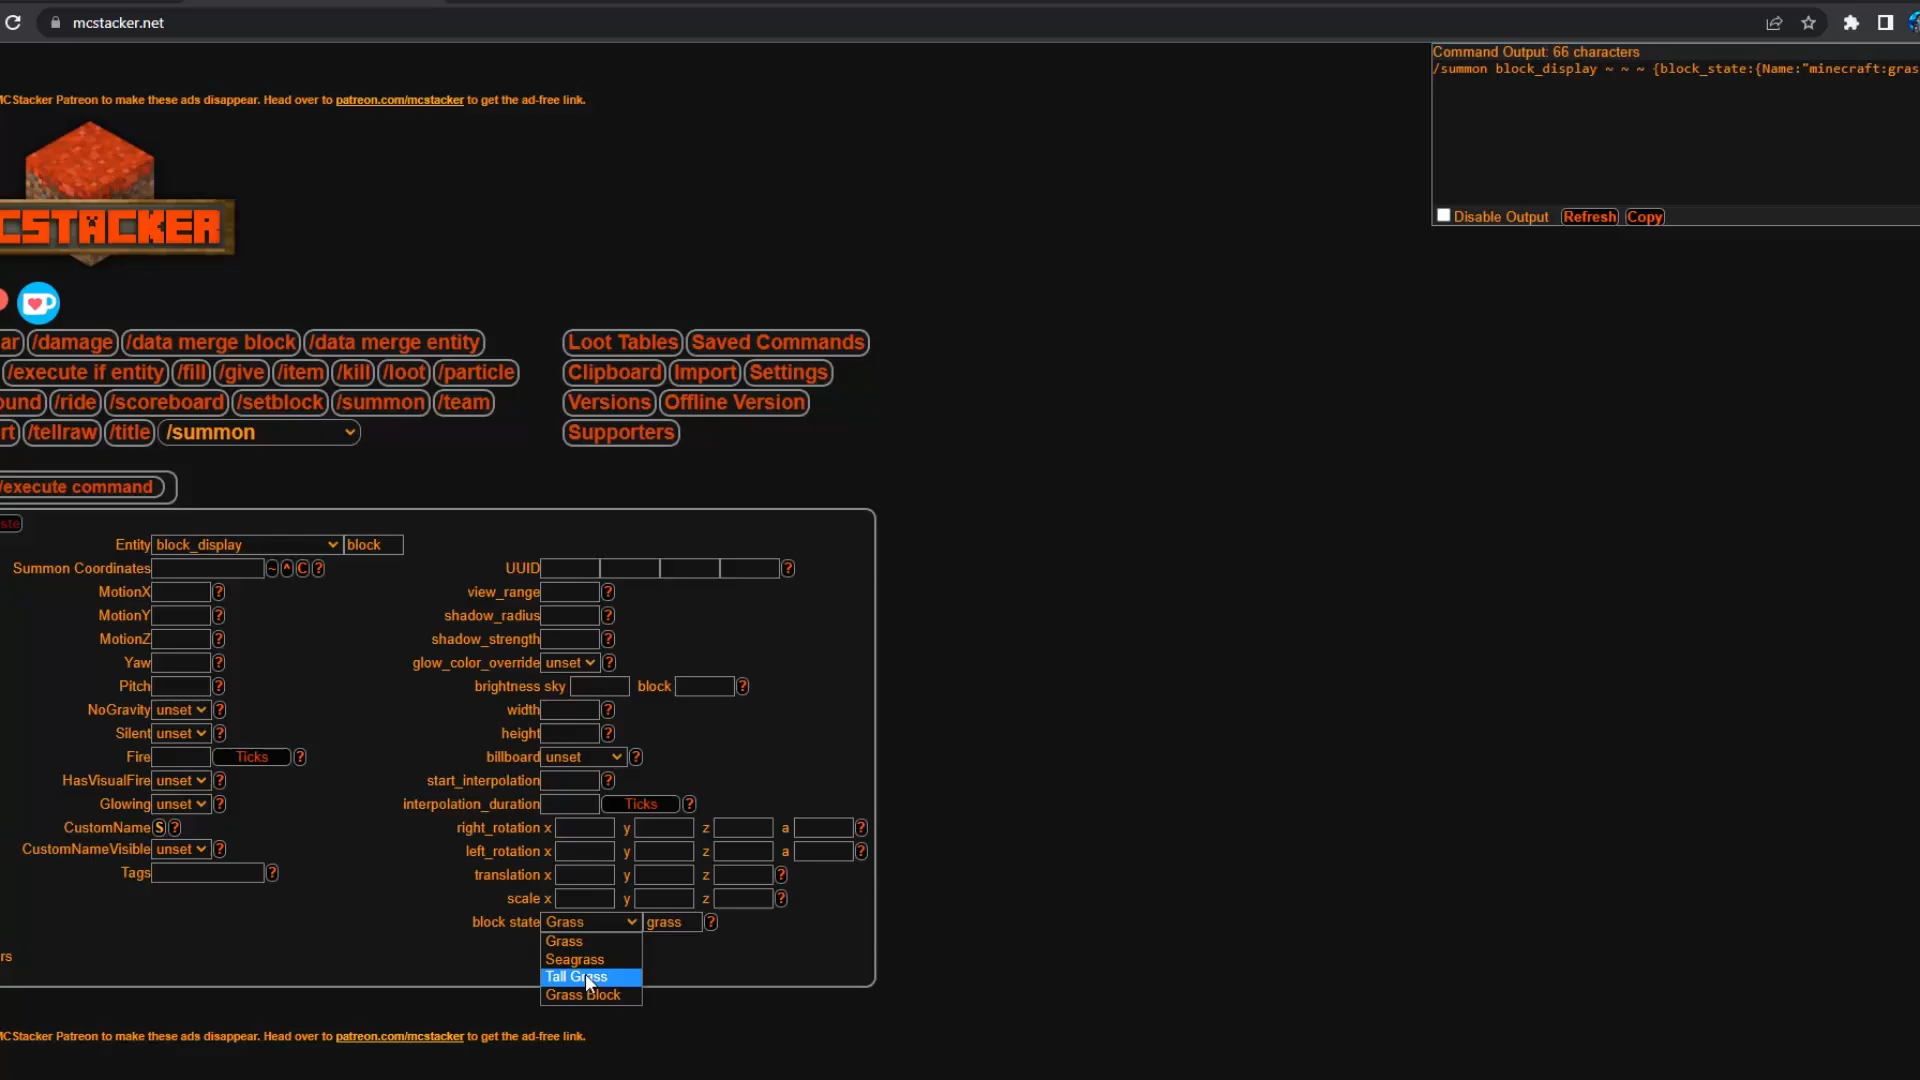 mcstacker.net
Command Output: 66 characters
/summon block_display ~ ~ ~ {block_state:{Name:"minecraft:gras
MCStacker Patreon to make these ads disappear. Head over to patreon.com/mcstacker to get the ad-free link.
Disable Output Refresh Copy
CSTACKER
ar /damage /data merge block /data merge entity Loot Tables Saved Commands
/execute if entity /fill /give /item /kill /loot /particle Clipboard Import Settings
ound /ride /scoreboard /setblock /summon /team Versions Offline Version
rt /tellraw /title /summon Supporters
/execute command
ste
Entity block_display block
Summon Coordinates ~ ^ C ? UUID ?
MotionX ? view_range ?
MotionY ? shadow_radius ?
MotionZ ? shadow_strength ?
Yaw ? glow_color_override unset ?
Pitch ? brightness sky block ?
NoGravity unset ? width ?
Silent unset ? height ?
Fire Ticks ? billboard unset ?
HasVisualFire unset ? start_interpolation ?
Glowing unset ? interpolation_duration Ticks ?
CustomName S ? right_rotation x y z a ?
CustomNameVisible unset ? left_rotation x y z a ?
Tags ? translation x y z ?
scale x y z ?
block state Grass grass ?
Grass
Seagrass
rs
Tall Grass
Grass Block
MCStacker Patreon to make these ads disappear. Head over to patreon.com/mcstacker to get the ad-free link.